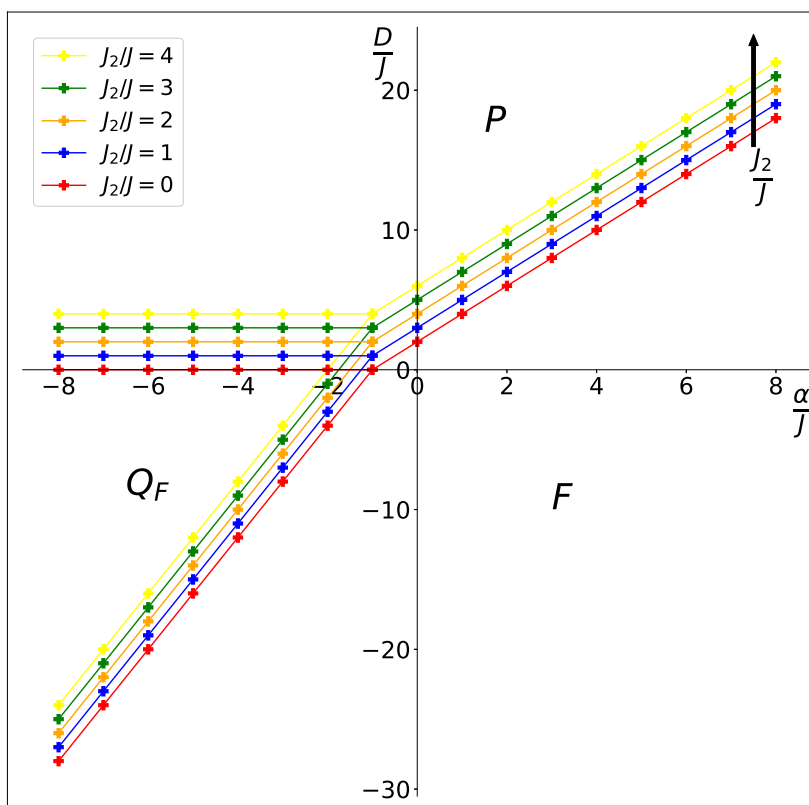 J₂/J = 4
J₂/J = 3
J₂/J = 2
J₂/J = 1
J₂/J = 0
D/J
P
J₂/J
20
10
0
−8 −6 −4 −2 0 2 4 6 8
α/J
Q_F
F
−10
−20
−30